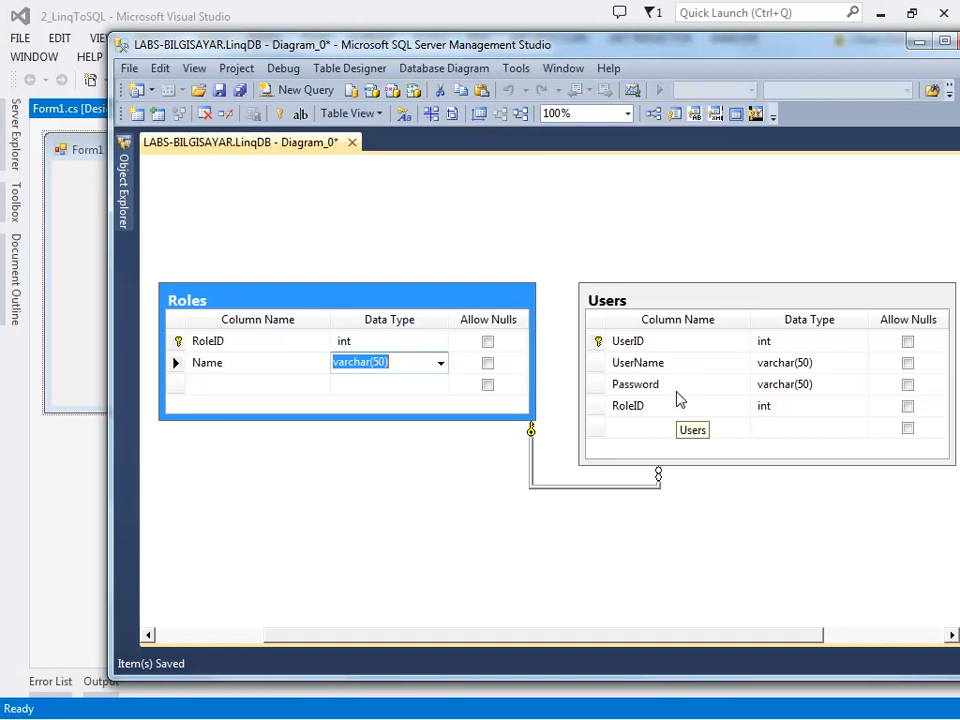 2_LinqToSQL - Microsoft Visual Studio
1
Quick Launch (Ctrl+Q)
FILE EDIT
WINDOW HELP
Form1.cs [Desi
Form1
Server Explorer
Toolbox
Document Outline
LABS-BILGISAYAR.LinqDB - Diagram_0* - Microsoft SQL Server Management Studio
File Edit View Project Debug Table Designer Database Diagram Tools Window Help
New Query
Table View
100%
LABS-BILGISAYAR.LinqDB - Diagram_0*
Object Explorer
Roles
Column Name Data Type Allow Nulls
RoleID int
Name varchar(50)
Users
Column Name Data Type Allow Nulls
UserID int
UserName varchar(50)
Password varchar(50)
RoleID int
Users
Item(s) Saved
Error List Outpu
Ready